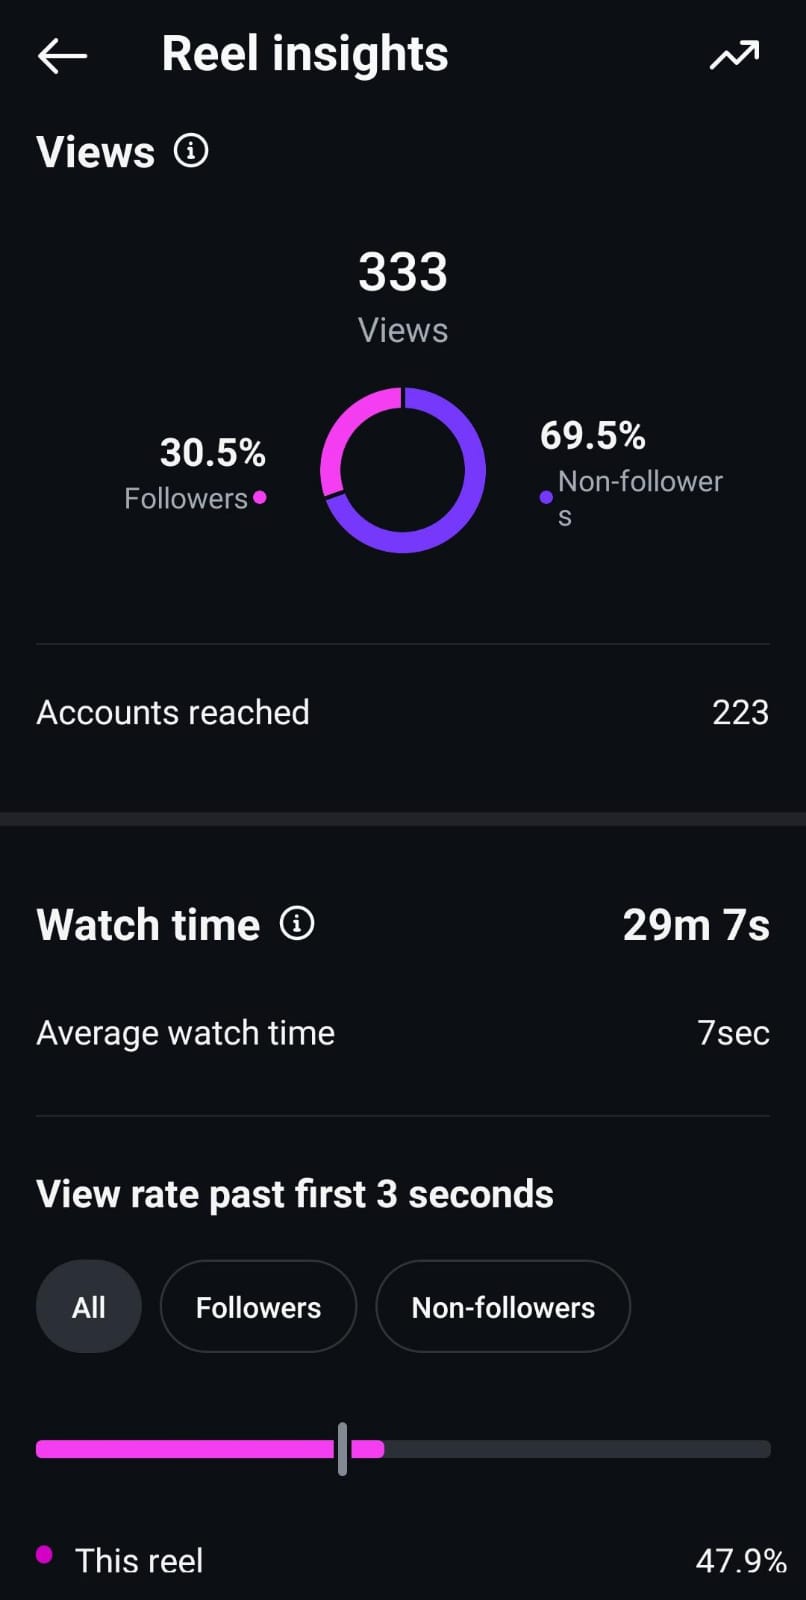 Reel insights
Views
333
Views
30.5%
Followers
69.5%
Non-follower
s
Accounts reached 223
Watch time 29m 7s
Average watch time 7sec
View rate past first 3 seconds
All Followers Non-followers
This reel 47.9%